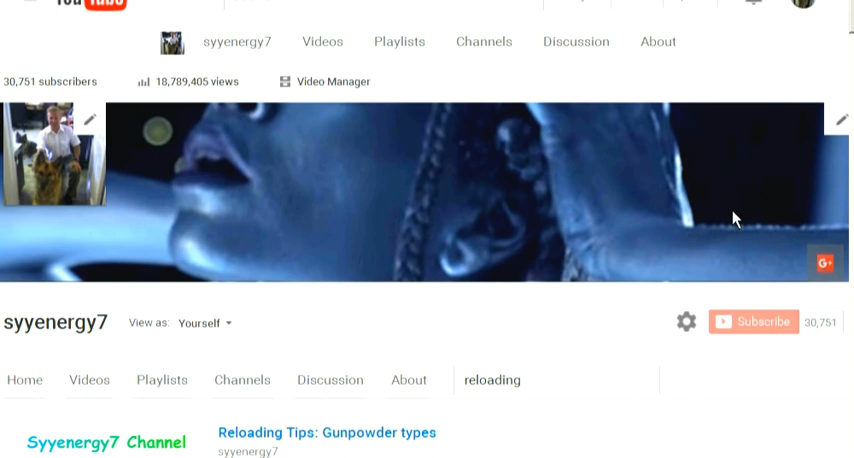 YouTube
syyenergy7 Videos Playlists Channels Discussion About
30,751 subscribers 18,789,405 views Video Manager
G+
syyenergy7 View as: Yourself Subscribe 30,751
Home Videos Playlists Channels Discussion About reloading
Syyenergy7 Channel Reloading Tips: Gunpowder types
syyenergy7